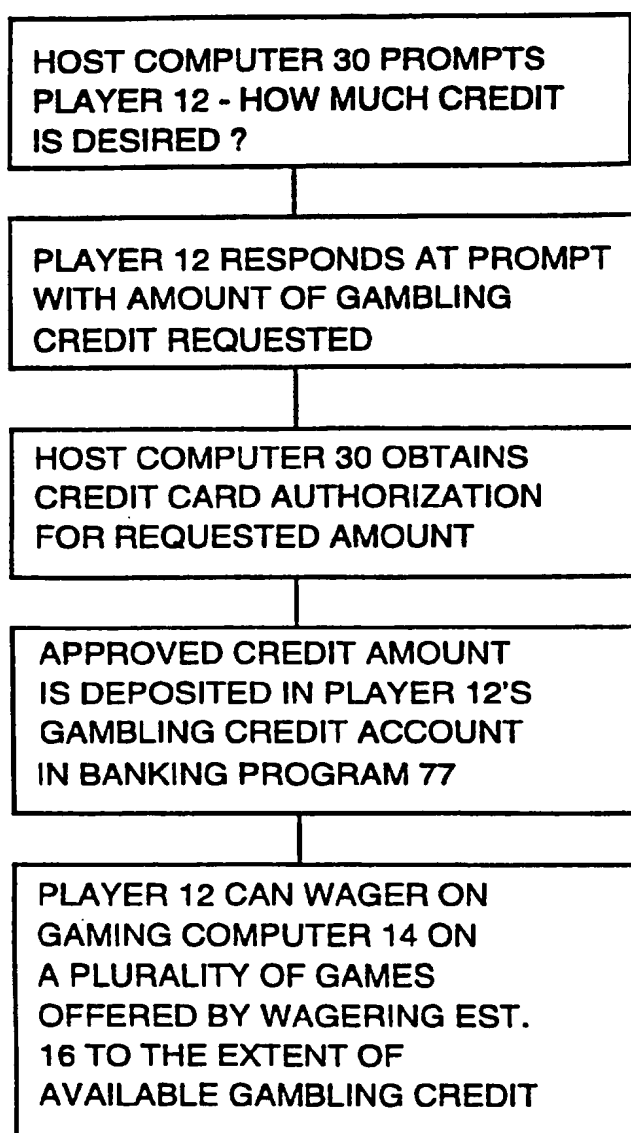 HOST COMPUTER 30 PROMPTS
PLAYER 12 - HOW MUCH CREDIT
IS DESIRED ?
PLAYER 12 RESPONDS AT PROMPT
WITH AMOUNT OF GAMBLING
CREDIT REQUESTED
HOST COMPUTER 30 OBTAINS
CREDIT CARD AUTHORIZATION
FOR REQUESTED AMOUNT
APPROVED CREDIT AMOUNT
IS DEPOSITED IN PLAYER 12'S
GAMBLING CREDIT ACCOUNT
IN BANKING PROGRAM 77
PLAYER 12 CAN WAGER ON
GAMING COMPUTER 14 ON
A PLURALITY OF GAMES
OFFERED BY WAGERING EST.
16 TO THE EXTENT OF
AVAILABLE GAMBLING CREDIT